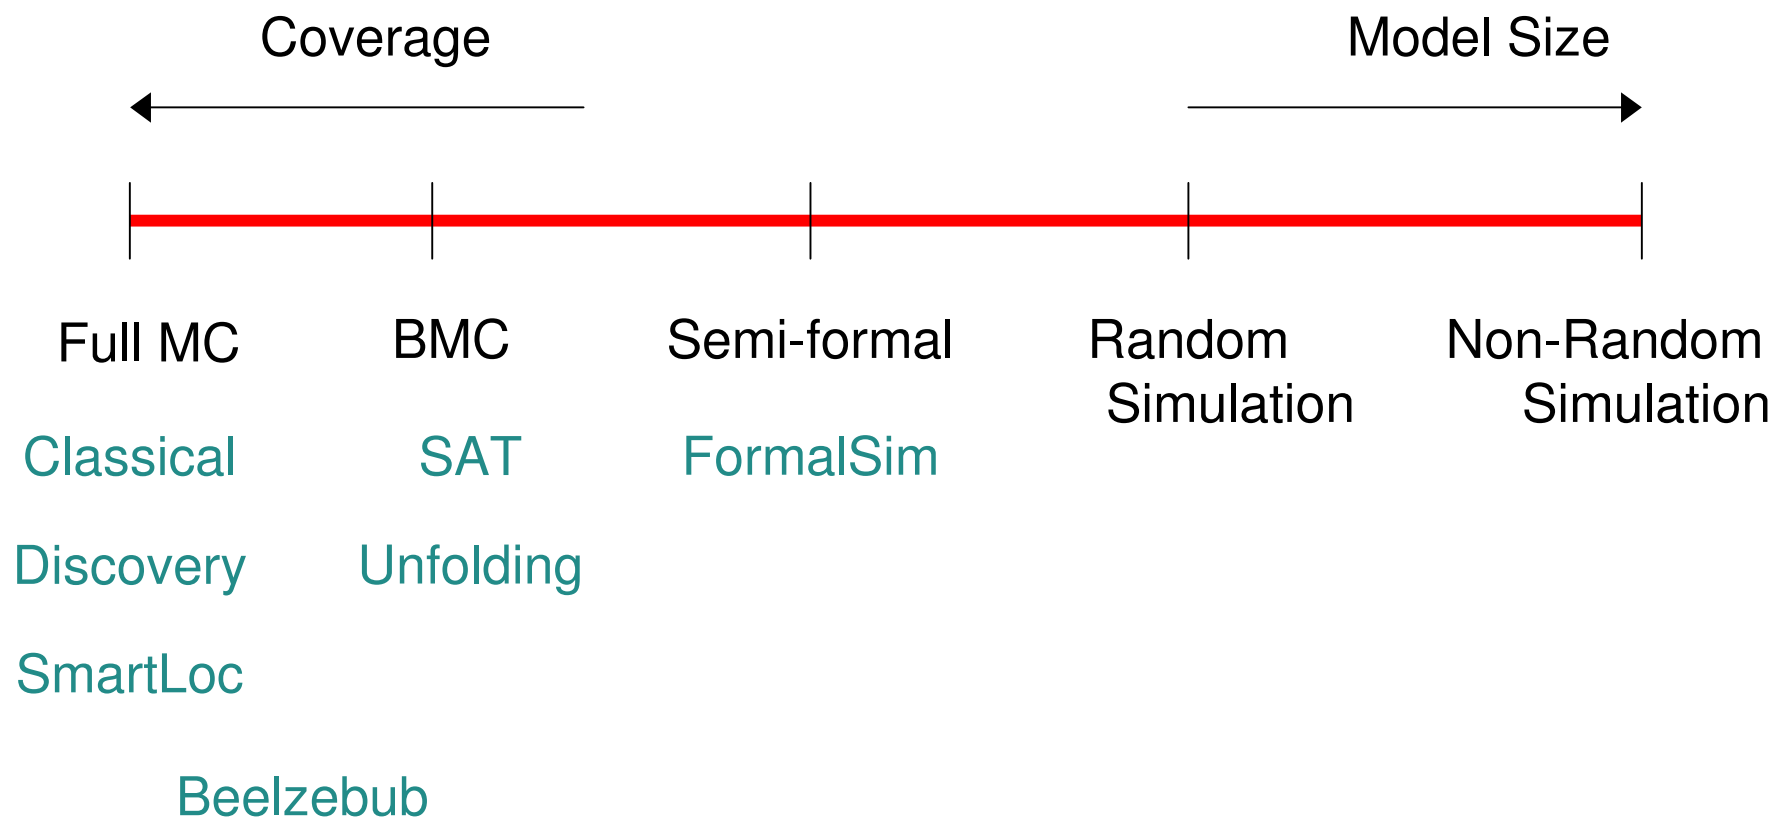 Coverage
Model Size
Full MC
BMC
Semi-formal
Random
Simulation
Non-Random
Simulation
Classical
SAT
FormalSim
Discovery
Unfolding
SmartLoc
Beelzebub